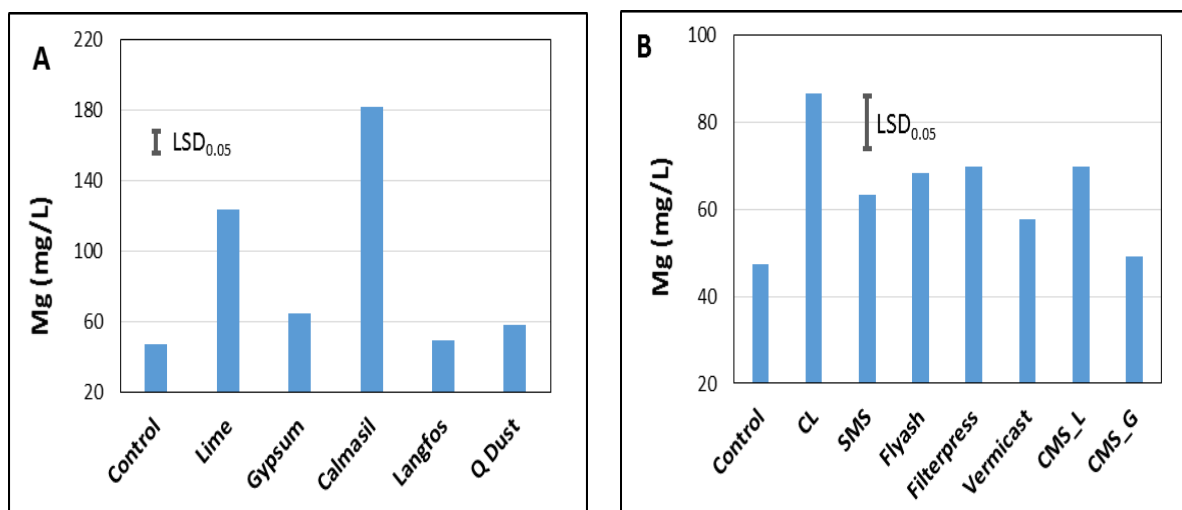 A
Mg (mg/L)
220
180
140
100
60
20
LSD0.05
Control
Lime
Gypsum
Calmasil
Langfos
Q Dust
B
Mg (mg/L)
100
80
60
40
20
LSD0.05
Control
CL
SMS
Flyash
Filterpress
Vermicast
CMS_L
CMS_G